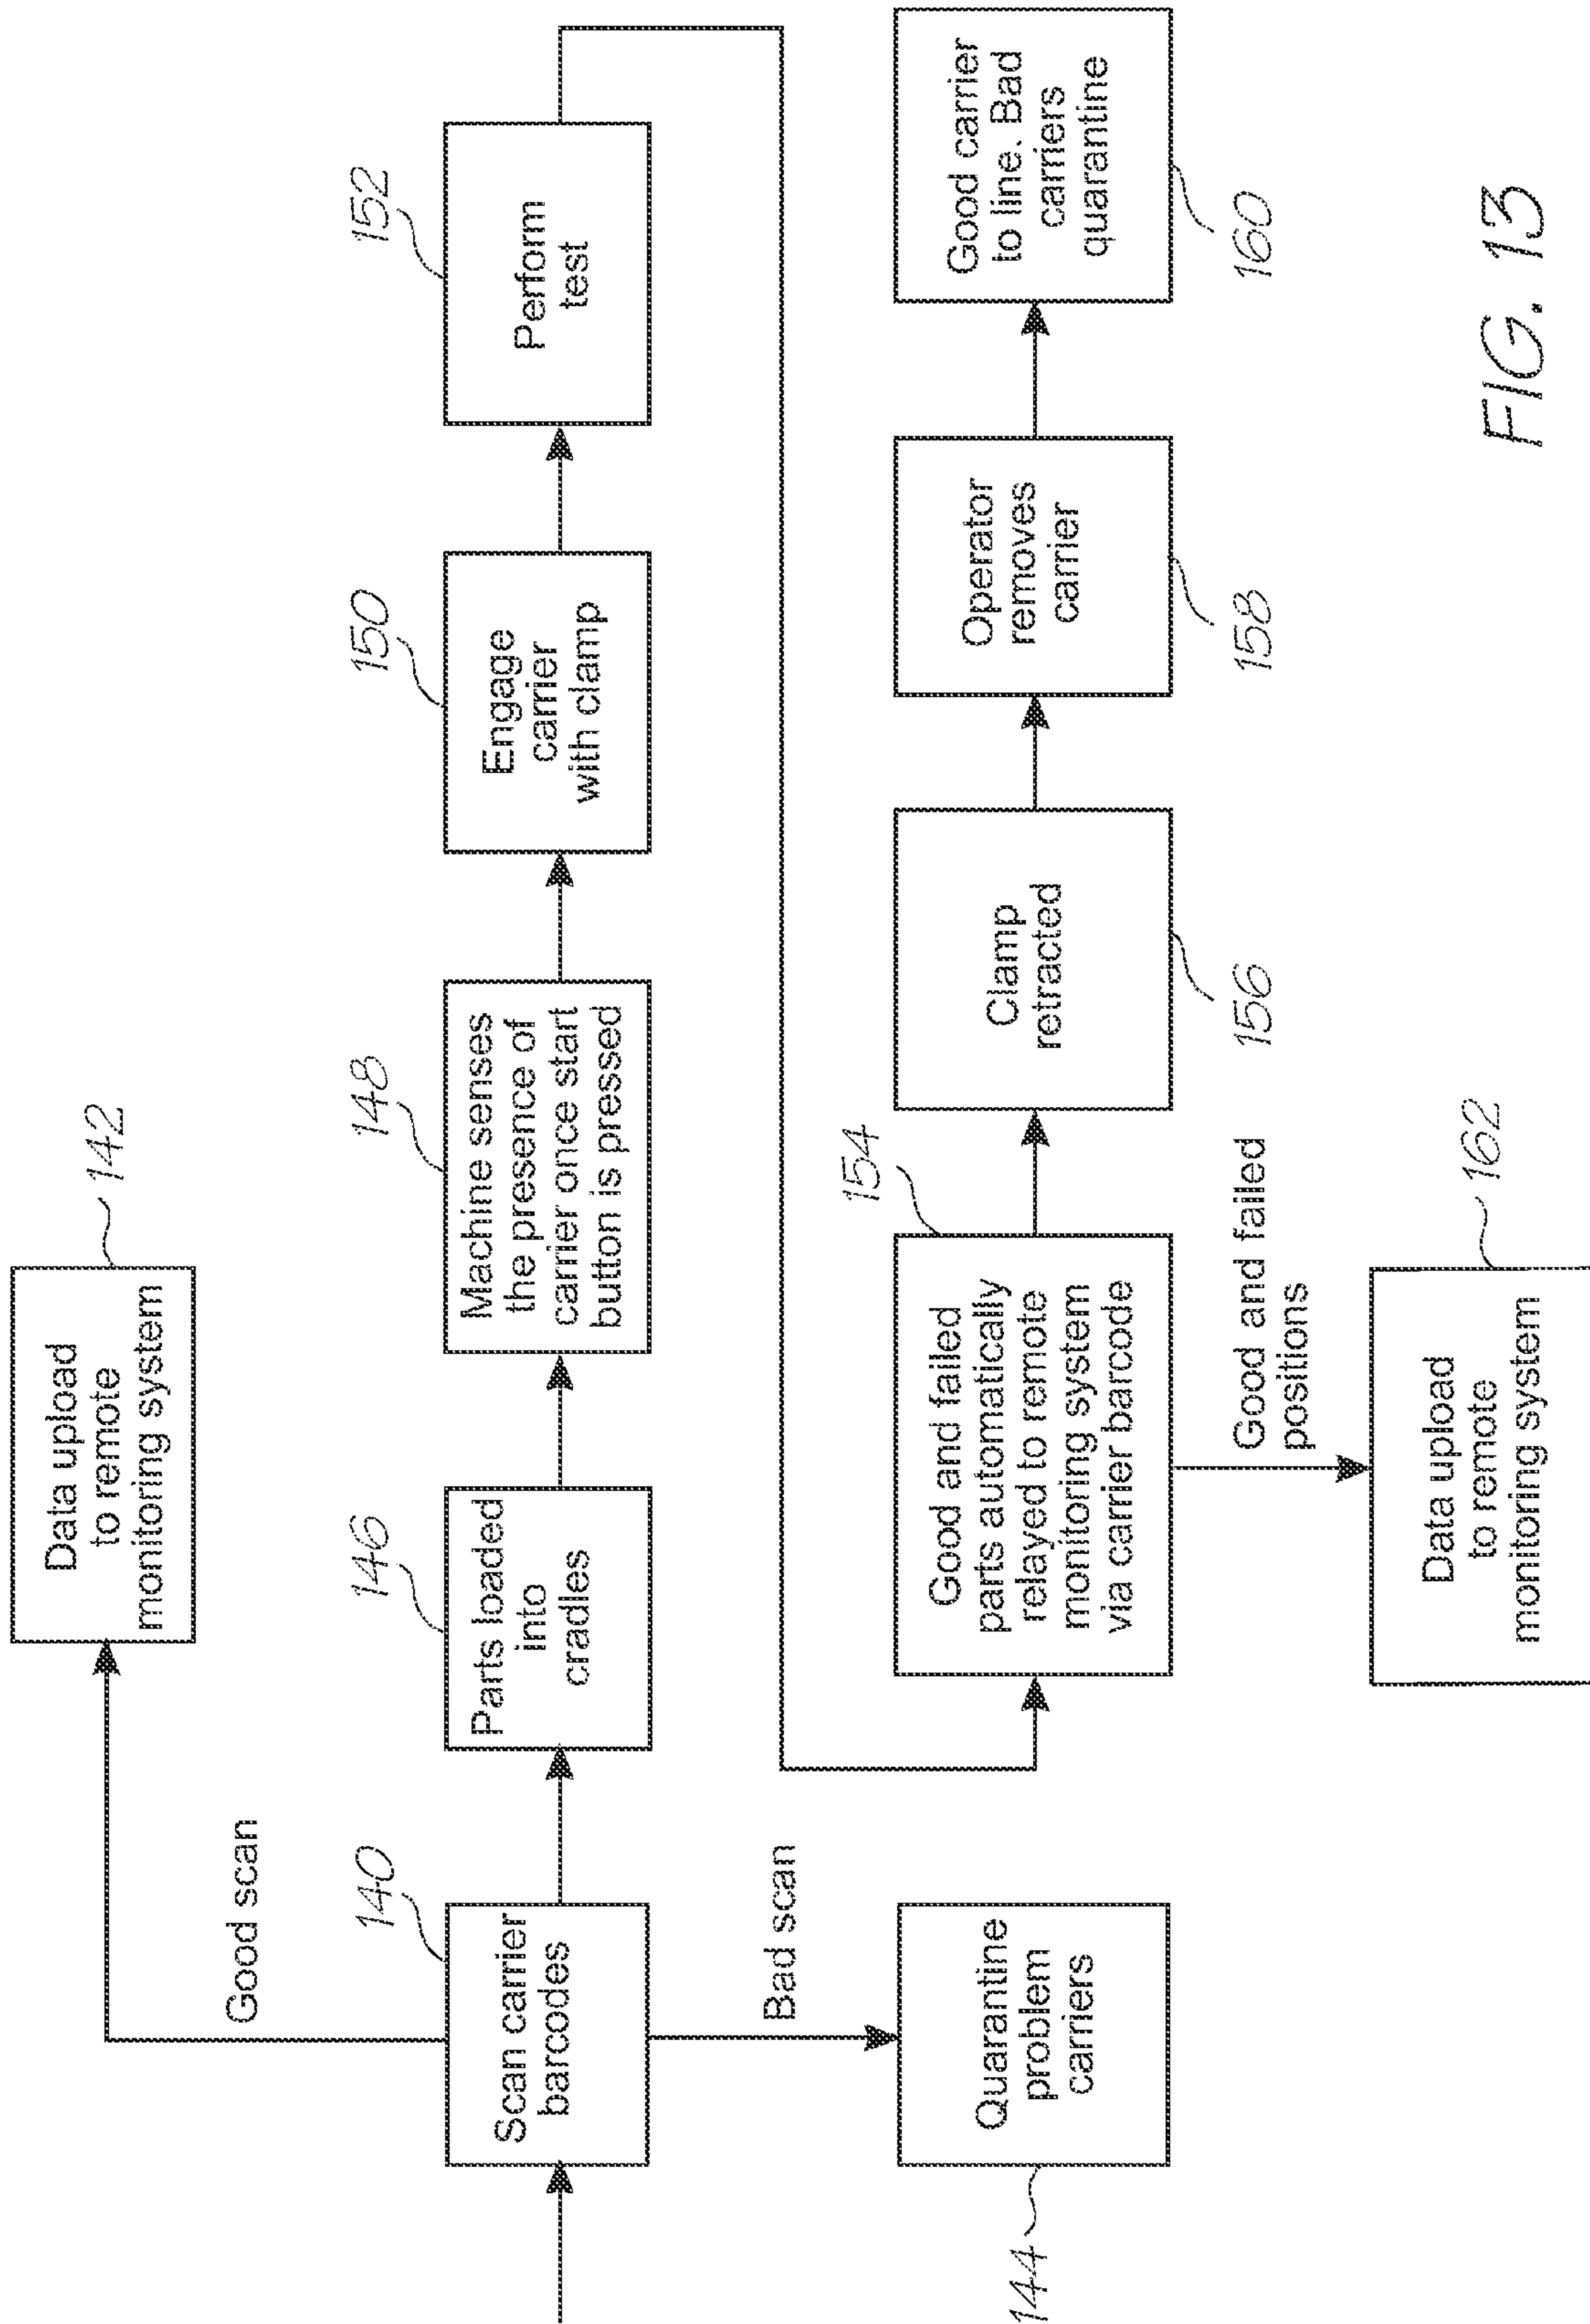 Data upload
to remote
monitoring system
142
Good scan
140
Scan carrier
barcodes
146
Parts loaded
into
cradles
148
Machine senses
the presence of
carrier once start
button is pressed
150
Engage
carrier
with clamp
152
Perform
test
Bad scan
144
Quarantine
problem
carriers
154
Good and failed
parts automatically
relayed to remote
monitoring system
via carrier barcode
Clamp
retracted
156
Operator
removes
carrier
158
Good carrier
to line. Bad
carriers
quarantine
160
Good and failed
positions
Data upload
to remote
monitoring system
162
FIG. 13